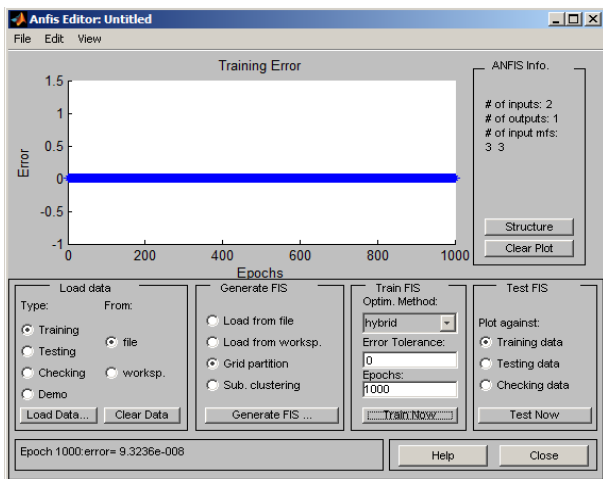 Anfis Editor: Untitled
File Edit View
Training Error
1.5
1
0.5
0
-0.5
-1
Error
0 200 400 600 800 1000
Epochs
ANFIS Info.
# of inputs: 2
# of outputs: 1
# of input mfs:
3 3
Structure
Clear Plot
Load data
Type: From:
Training
Testing
Checking
Demo
file
worksp.
Load Data... Clear Data
Generate FIS
Load from file
Load from worksp.
Grid partition
Sub. clustering
Generate FIS ...
Train FIS
Optim. Method:
hybrid
Error Tolerance:
0
Epochs:
1000
Train Now
Test FIS
Plot against:
Training data
Testing data
Checking data
Test Now
Epoch 1000:error= 9.3236e-008
Help Close